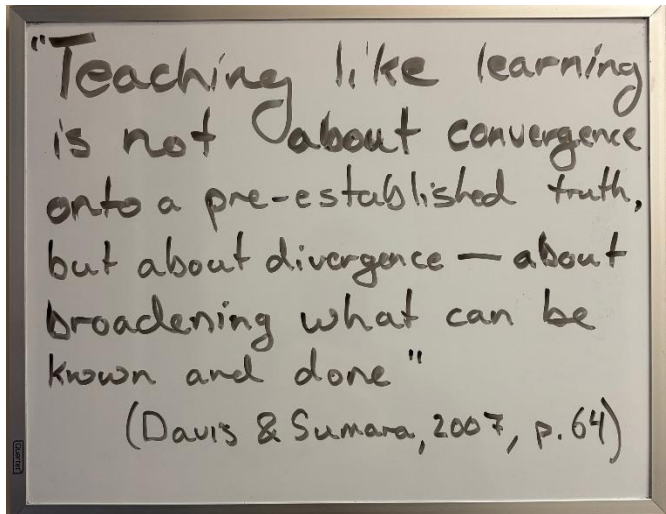 "Teaching like learning
is not about convergence
onto a pre-established truth,
but about divergence — about
broadening what can be
known and done"
(Davis & Sumara, 2007, p.64)
Quartet